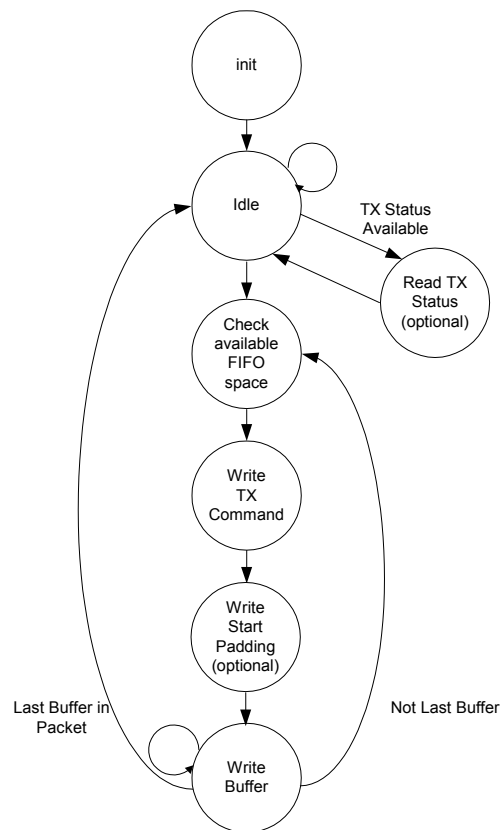 init
Idle
TX Status
Available
Read TX
Status
(optional)
Check
available
FIFO
space
Write
TX
Command
Write
Start
Padding
(optional)
Last Buffer in
Packet
Not Last Buffer
Write
Buffer